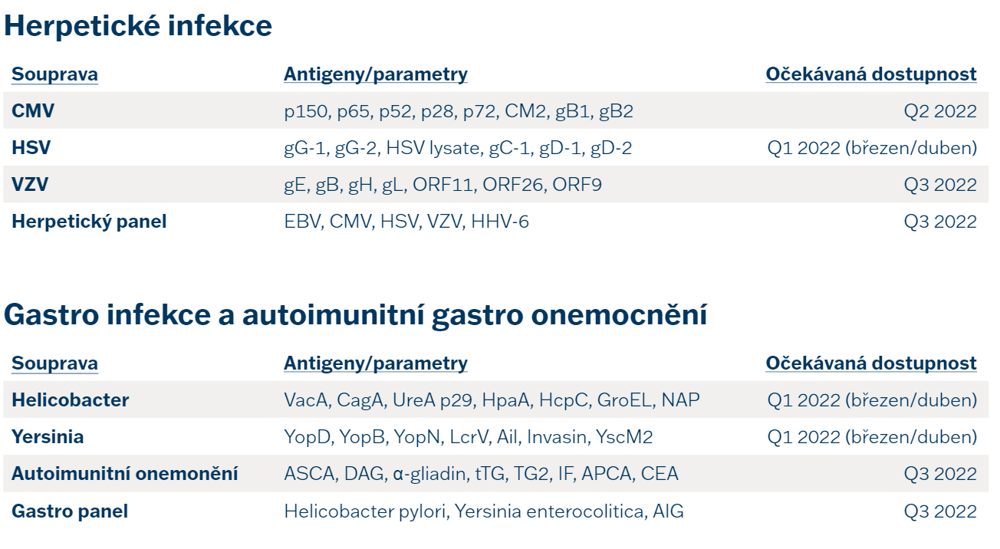 Herpetické infekce
Souprava Antigeny/parametry Očekávaná dostupnost
CMV p150, p65, p52, p28, p72, CM2, gB1, gB2 Q2 2022
HSV gG-1, gG-2, HSV lysate, gC-1, gD-1, gD-2 Q1 2022 (březen/duben)
VZV gE, gB, gH, gL, ORF11, ORF26, ORF9 Q3 2022
Herpetický panel EBV, CMV, HSV, VZV, HHV-6 Q3 2022
Gastro infekce a autoimunitní gastro onemocnění
Souprava Antigeny/parametry Očekávaná dostupnost
Helicobacter VacA, CagA, UreA p29, HpaA, HcpC, GroEL, NAP Q1 2022 (březen/duben)
Yersinia YopD, YopB, YopN, LcrV, Ail, Invasin, YscM2 Q1 2022 (březen/duben)
Autoimunitní onemonění ASCA, DAG, α-gliadin, tTG, TG2, IF, APCA, CEA Q3 2022
Gastro panel Helicobacter pylori, Yersinia enterocolitica, AIG Q3 2022